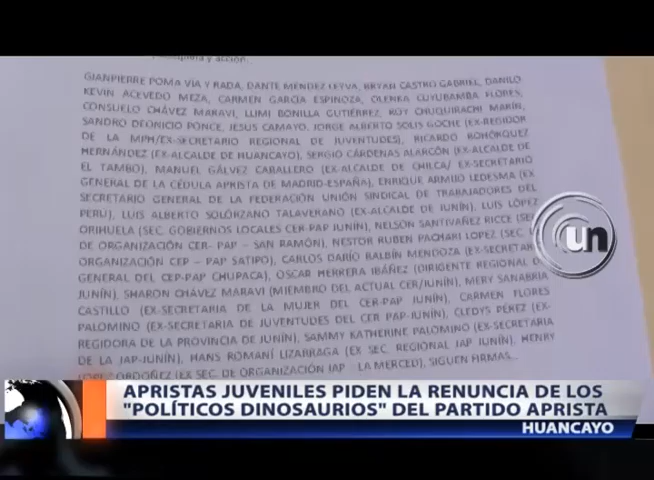 y acción.
GIANPIERRE POMA VIA Y RADA, DANTE MÉNDEZ LEYVA, BRYAN CASTRO GABRIEL, DANILO
KEVIN ACEVEDO MEZA, CARMEN GARCÍA ESPINOZA, OLENKA CUYUBAMBA FLORES,
CONSUELO CHÁVEZ MARAVI, LUMI BONILLA GUTIÉRREZ, ROY CHUQUIRACHI MARÍN,
SANDRO DEONICIO PONCE, JESUS CAMAYO, JORGE ALBERTO SOLIS GOCHE (EX-REGIDOR
DE LA MPH/EX-SECRETARIO REGIONAL DE JUVENTUDES), RICARDO BOHÓRQUEZ
HERNÁNDEZ (EX-ALCALDE DE HUANCAYO), SERGIO CÁRDENAS ALARCÓN (EX-ALCALDE DE
EL TAMBO), MANUEL GÁLVEZ CABALLERO (EX-ALCALDE DE CHILCA/ EX-SECRETARIO
GENERAL DE LA CÉDULA APRISTA DE MADRID-ESPAÑA), ENRIQUE ARMIJO LEDESMA (EX-
SECRETARIO GENERAL DE LA FEDERACIÓN UNIÓN SINDICAL DE TRABAJADORES DEL
PERU), LUIS ALBERTO SOLÓRZANO TALAVERANO (EX-ALCALDE DE JUNÍN), LUIS LÓPEZ
ORIHUELA (SEC. GOBIERNOS LOCALES CER-PAP JUNÍN), NELSON SANTIVAÑEZ RICCE (SEC
DE ORGANIZACIÓN CER- PAP – SAN RAMÓN), NESTOR RUBEN PACHARI LOPEZ (SEC.
ORGANIZACIÓN CEP – PAP SATIPO), CARLOS DARÍO BALBÍN MENDOZA (EX-SECRETARIO
GENERAL DEL CEP-PAP CHUPACA), OSCAR HERRERA IBÁÑEZ (DIRIGENTE REGIONAL
JUNÍN), SHARON CHÁVEZ MARAVI (MIEMBRO DEL ACTUAL CER/JUNÍN), MERY SANABRIA
CASTILLO (EX-SECRETARIA DE LA MUJER DEL CER-PAP JUNÍN), CARMEN FLORES
PALOMINO (EX-SECRETARIA DE JUVENTUDES DEL CER PAP-JUNÍN), CLEDYS PÉREZ (EX-
REGIDORA DE LA PROVINCIA DE JUNÍN), SAMMY KATHERINE PALOMINO (EX-SECRETARIA
DE LA JAP-JUNÍN), HANS ROMANÍ LIZARRAGA (EX SEC. REGIONAL JAP JUNÍN), HENRY
LOPEZ ORDOÑEZ (EX SEC. DE ORGANIZACIÓN JAP – LA MERCED), SIGUEN FIRMAS...
un
APRISTAS JUVENILES PIDEN LA RENUNCIA DE LOS
"POLÍTICOS DINOSAURIOS" DEL PARTIDO APRISTA
HUANCAYO